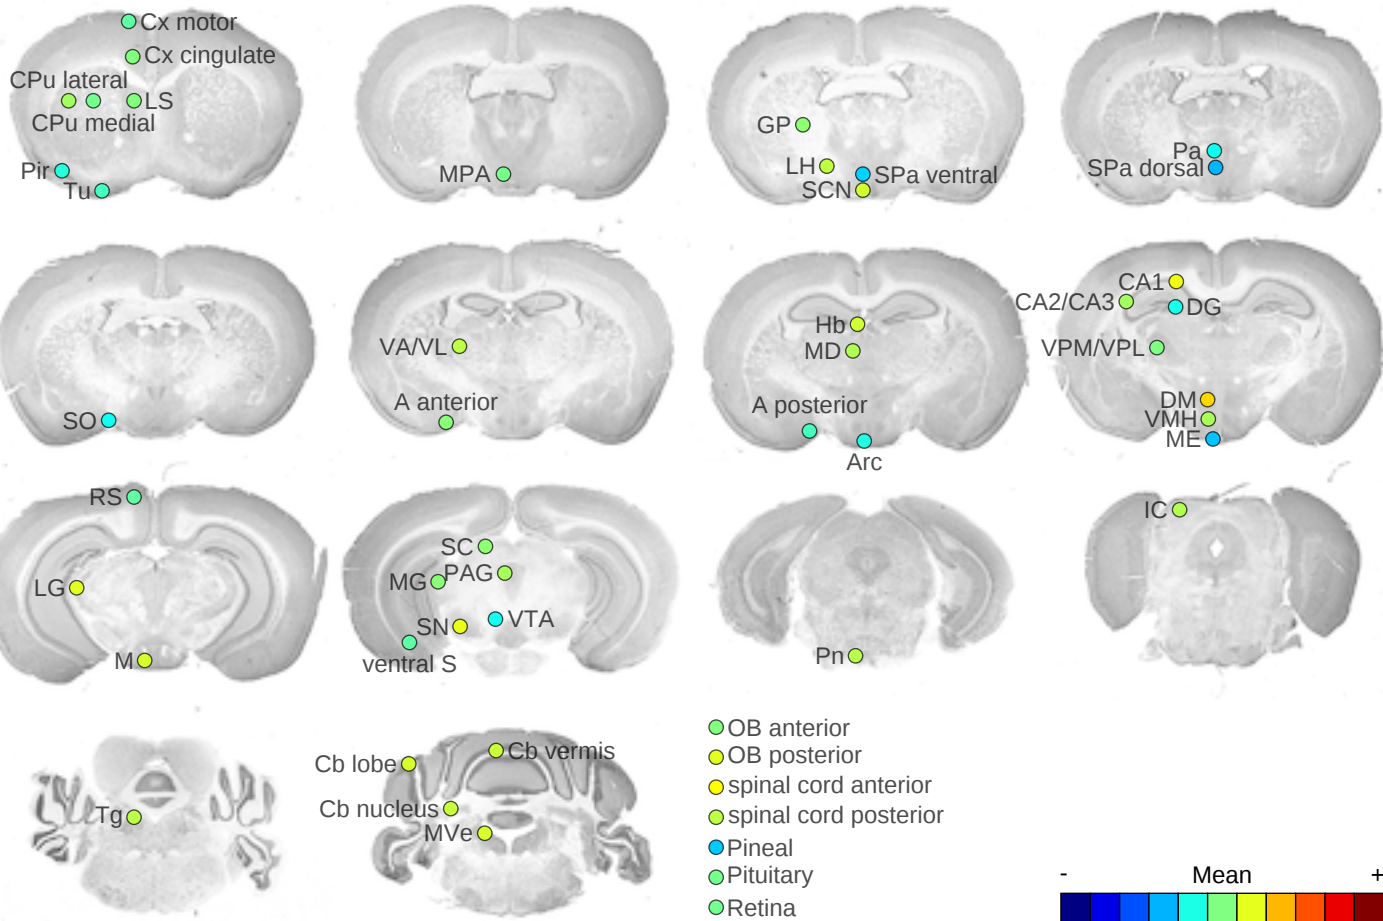 Cx motor
Cx cingulate
CPu lateral
LS
CPu medial
Pir
Tu
MPA
GP
LH
SPa ventral
SCN
Pa
SPa dorsal
SO
VA/VL
A anterior
Hb
MD
A posterior
Arc
CA1
CA2/CA3
DG
VPM/VPL
DM
VMH
ME
RS
LG
M
SC
MG
PAG
SN
VTA
ventral S
Pn
IC
Tg
Cb lobe
Cb vermis
Cb nucleus
MVe
OB anterior
OB posterior
spinal cord anterior
spinal cord posterior
Pineal
Pituitary
Retina
- Mean +